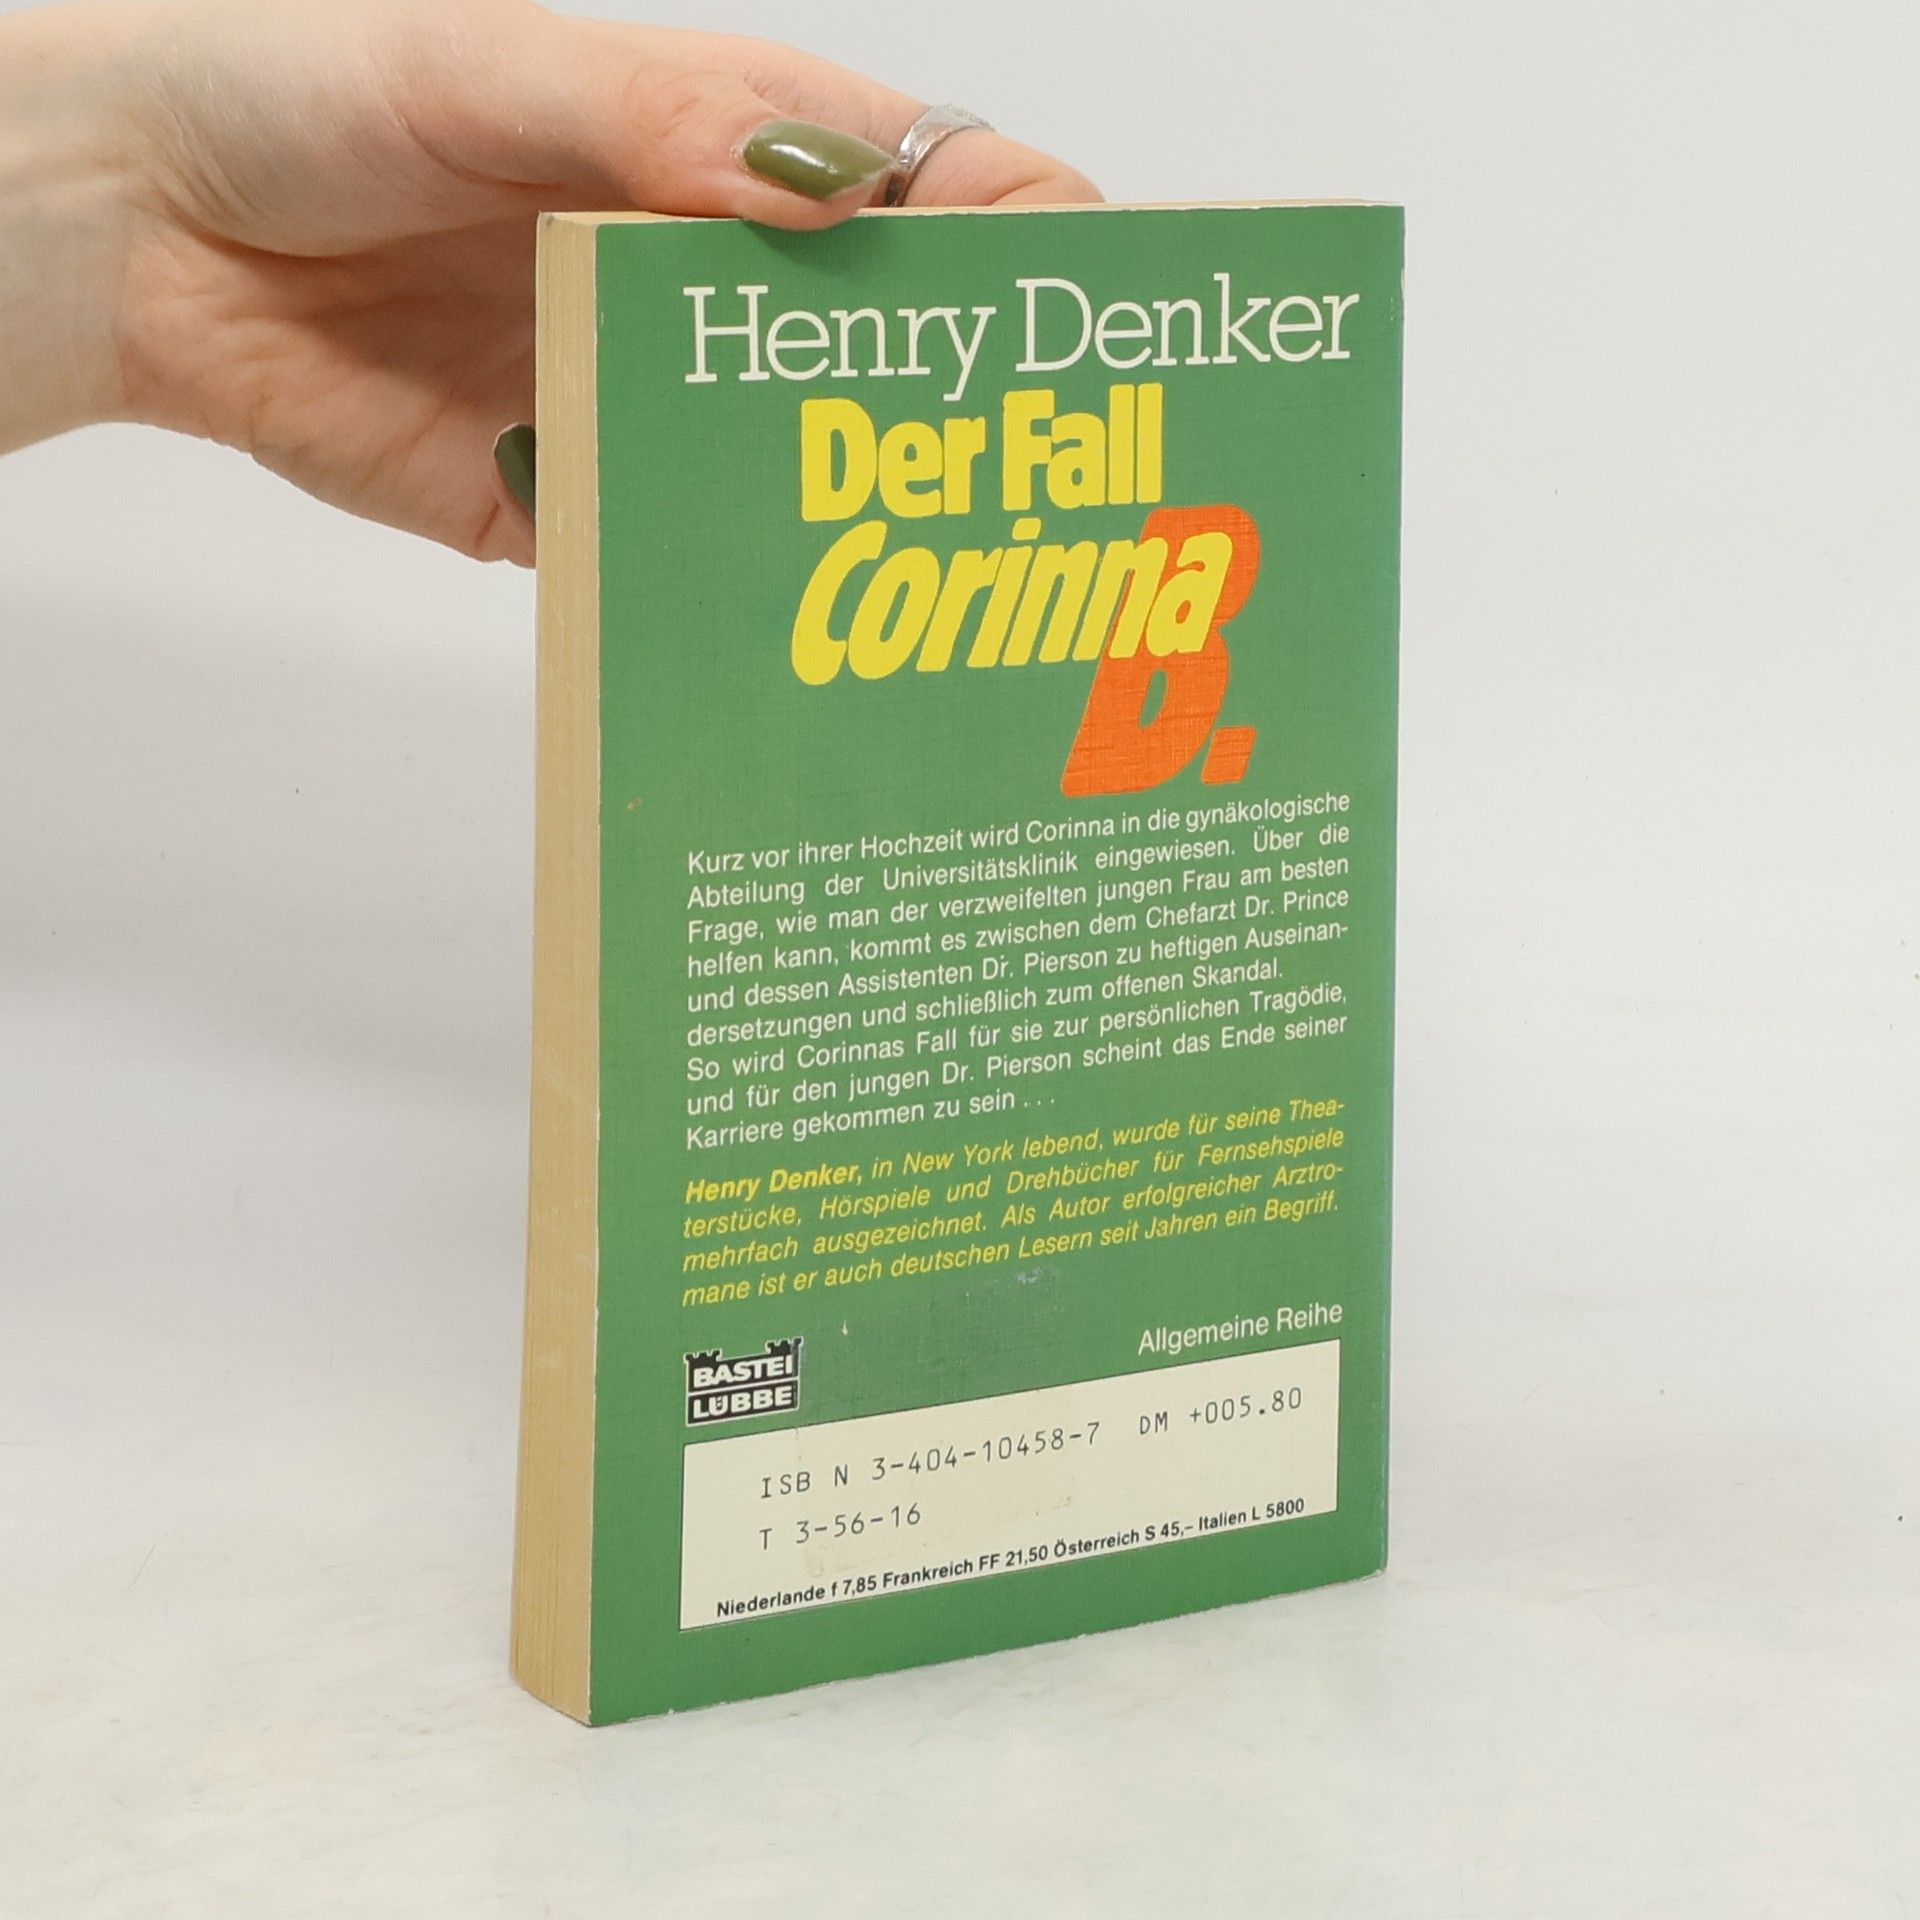 Henry Denker
Der Fall
Corinna
B.
Kurz vor ihrer Hochzeit wird Corinna in die gynäkologische
Abteilung der Universitätsklinik eingewiesen. Über die
Frage, wie man der verzweifelten jungen Frau am besten
helfen kann, kommt es zwischen dem Chefarzt Dr. Prince
und dessen Assistenten Dr. Pierson zu heftigen Auseinan-
dersetzungen und schließlich zum offenen Skandal.
So wird Corinnas Fall für sie zur persönlichen Tragödie,
und für den jungen Dr. Pierson scheint das Ende seiner
Karriere gekommen zu sein . . .
Henry Denker, in New York lebend, wurde für seine Thea-
terstücke, Hörspiele und Drehbücher für Fernsehspiele
mehrfach ausgezeichnet. Als Autor erfolgreicher Arztro-
mane ist er auch deutschen Lesern seit Jahren ein Begriff.
BASTEI
LÜBBE
Allgemeine Reihe
ISB N 3-404-10458-7 DM +005.80
T 3-56-16
Niederlande f 7,85 Frankreich FF 21,50 Österreich S 45,– Italien L 5800